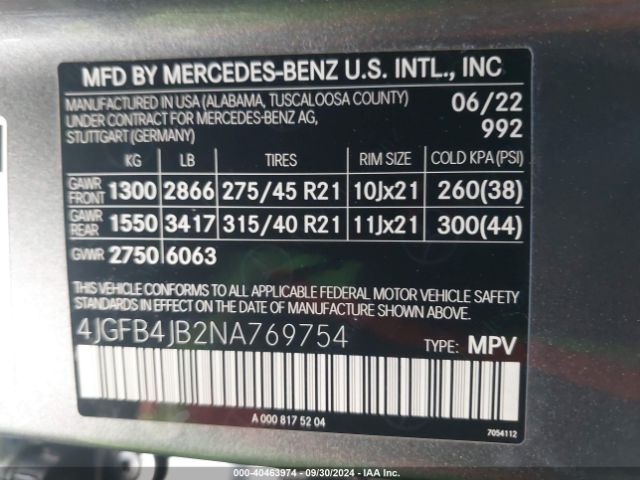 MFD BY MERCEDES-BENZ U.S. INTL., INC
MANUFACTURED IN USA (ALABAMA, TUSCALOOSA COUNTY) 06/22
UNDER CONTRACT FOR MERCEDES-BENZ AG, 992
STUTTGART (GERMANY)
KG LB TIRES RIM SIZE COLD KPA (PSI)
GAWR FRONT 1300 2866 275/45 R21 10Jx21 260(38)
GAWR REAR 1550 3417 315/40 R21 11Jx21 300(44)
GVWR 2750 6063
THIS VEHICLE CONFORMS TO ALL APPLICABLE FEDERAL MOTOR VEHICLE SAFETY
STANDARDS IN EFFECT ON THE DATE OF MANUFACTURE SHOWN ABOVE.
4JGFB4JB2NA769754 TYPE: MPV
A 000 817 52 04
7054112
000-40463974 - 09/30/2024 - IAA Inc.